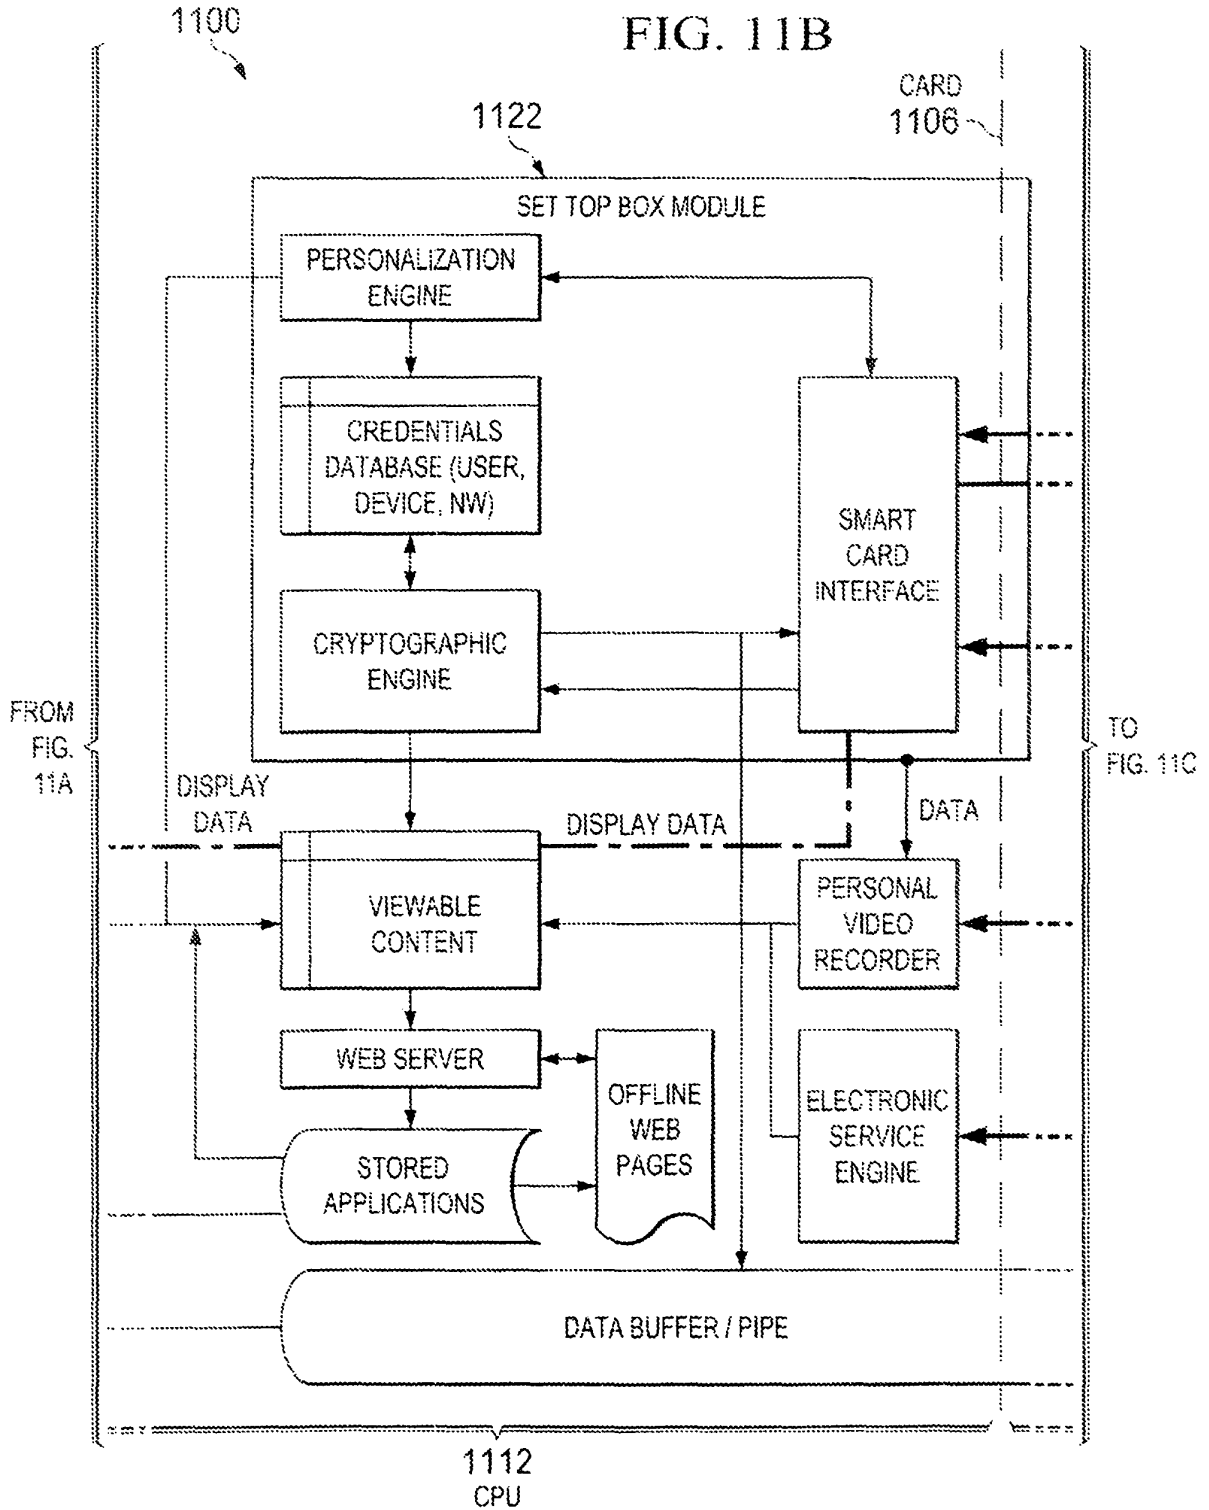 1100
FIG. 11B
CARD
1106
1122
SET TOP BOX MODULE
PERSONALIZATION
ENGINE
CREDENTIALS
DATABASE (USER,
DEVICE, NW)
SMART
CARD
INTERFACE
CRYPTOGRAPHIC
ENGINE
FROM
FIG.
11A
TO
FIG. 11C
DISPLAY
DATA
DISPLAY DATA
DATA
VIEWABLE
CONTENT
PERSONAL
VIDEO
RECORDER
WEB SERVER
OFFLINE
WEB
PAGES
ELECTRONIC
SERVICE
ENGINE
STORED
APPLICATIONS
DATA BUFFER / PIPE
1112
CPU